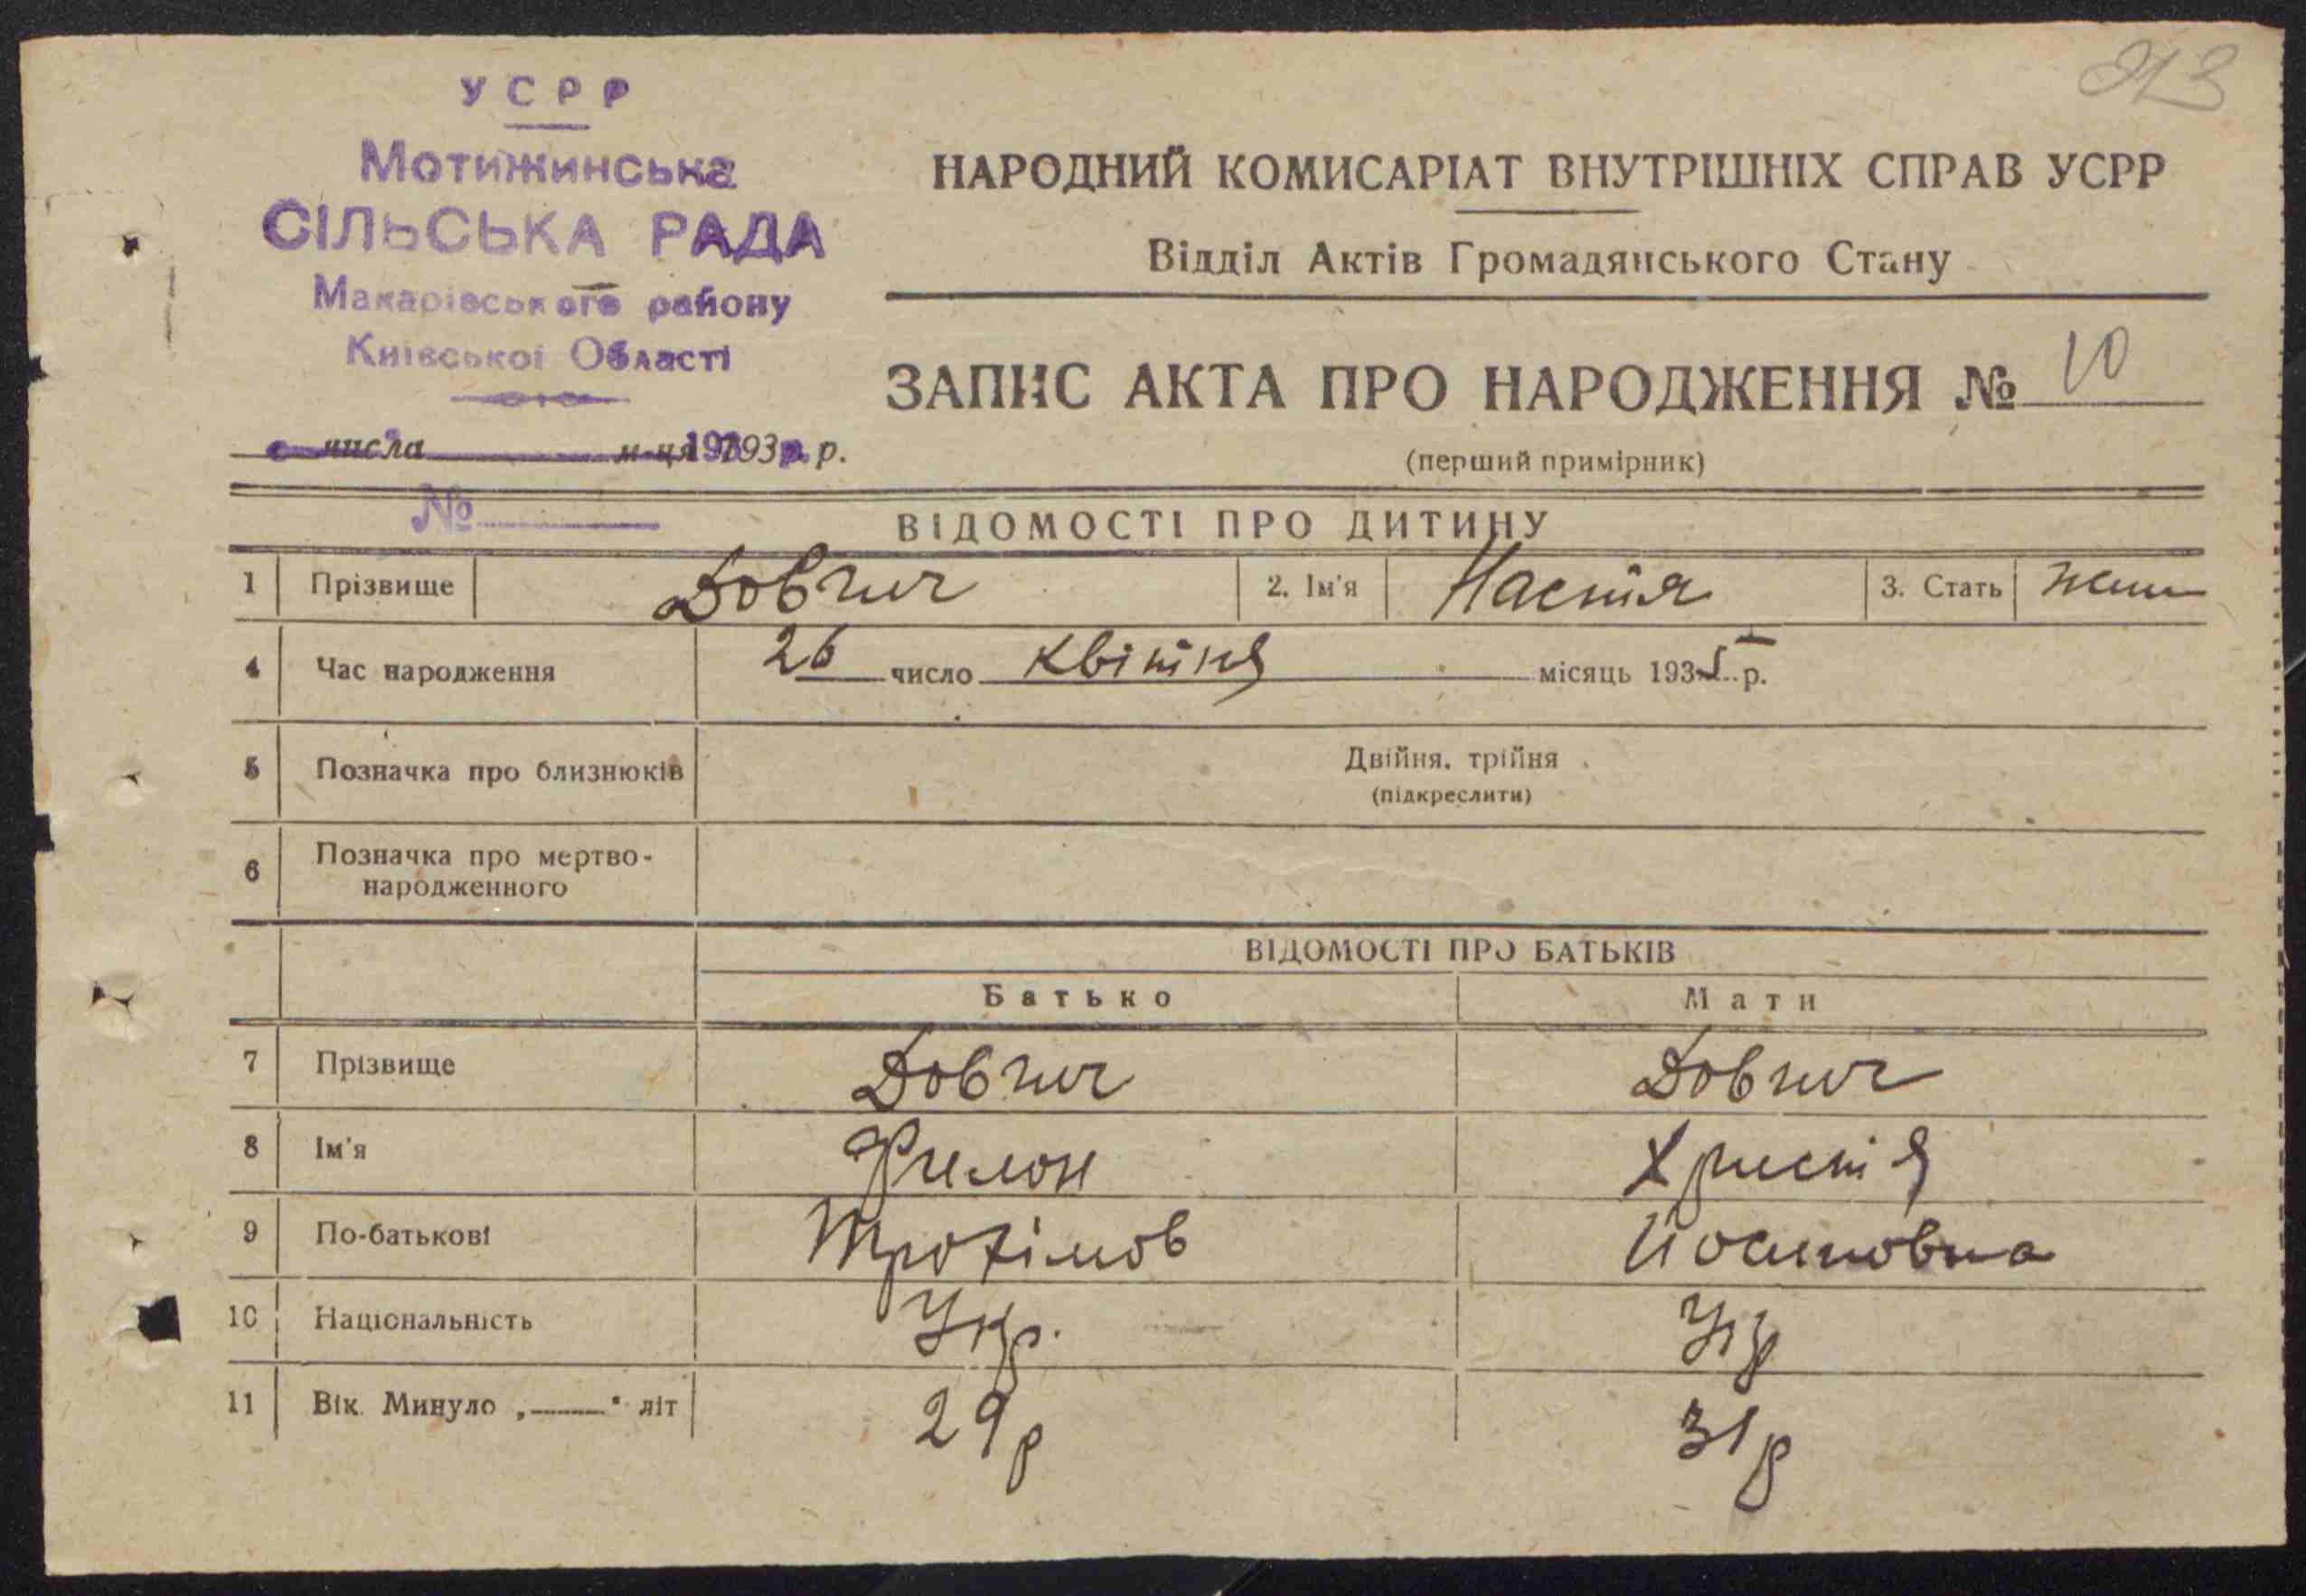 213
УСРР
Мотижинська
СІЛЬСЬКА РАДА
Макарівського району
Київської Області
числа м-ця 193 р.
№
НАРОДНИЙ КОМИСАРІАТ ВНУТРІШНІХ СПРАВ УСРР
Відділ Актів Громадянського Стану
ЗАПИС АКТА ПРО НАРОДЖЕННЯ № 10
(перший примірник)
ВІДОМОСТІ ПРО ДИТИНУ
1 Прізвище Довгич 2. Ім'я Настя 3. Стать жін
4 Час народження 26 число квітня місяць 1935 р.
5 Позначка про близнюків Двійня, трійня
(підкреслити)
6 Позначка про мертво-
народженного
ВІДОМОСТІ ПРО БАТЬКІВ
Батько Мати
7 Прізвище Довгич Довгич
8 Ім'я Филон Христя
9 По-батькові Трофімов Йосиповна
10 Національність Укр. Укр
11 Вік. Минуло „——" літ 29 р 31 р